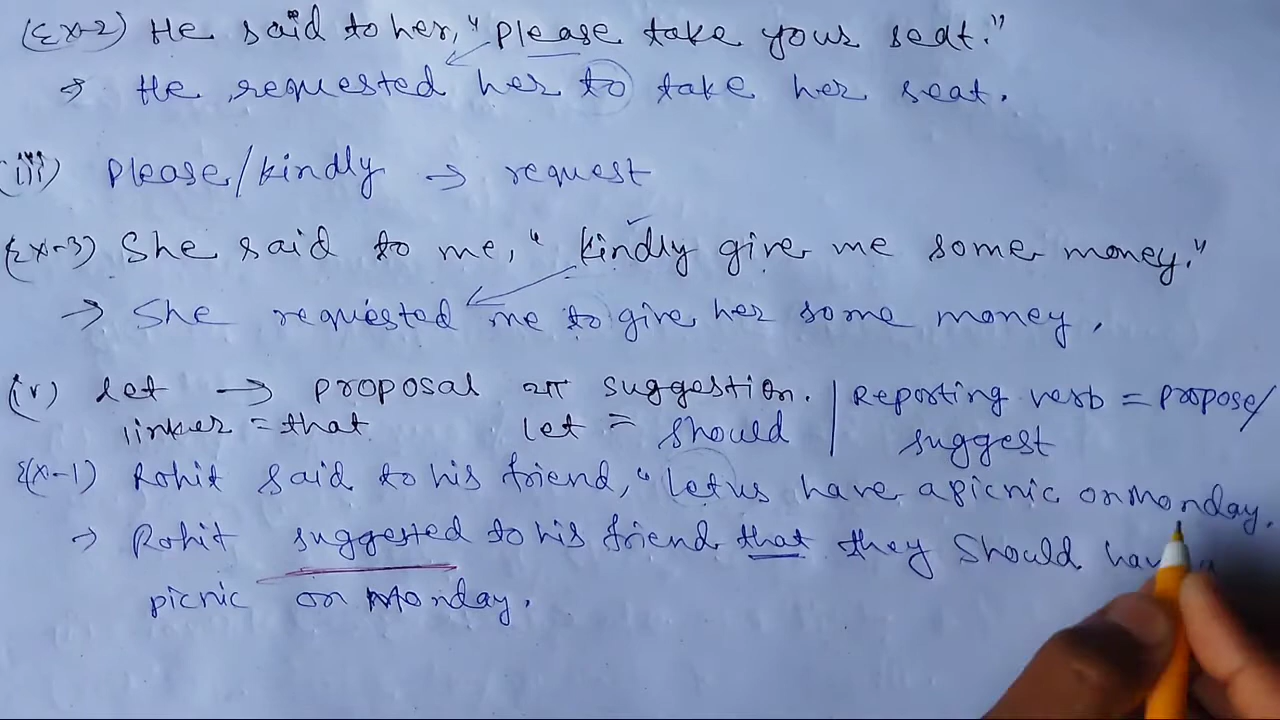 (Ex-2) He said to her, "Please take your seat."
→ He requested her to take her seat.
(iii) Please/kindly → request
(Ex-3) She said to me, "kindly give me some money."
→ She requested me to give her some money.
(iv) Let → proposal বা suggestion. | Reporting verb = propose/
linker = that let = should | suggest
Ex-1) Rohit said to his friend, "Let us have a picnic on monday.
→ Rohit suggested to his friend that they should have a
picnic on Monday.